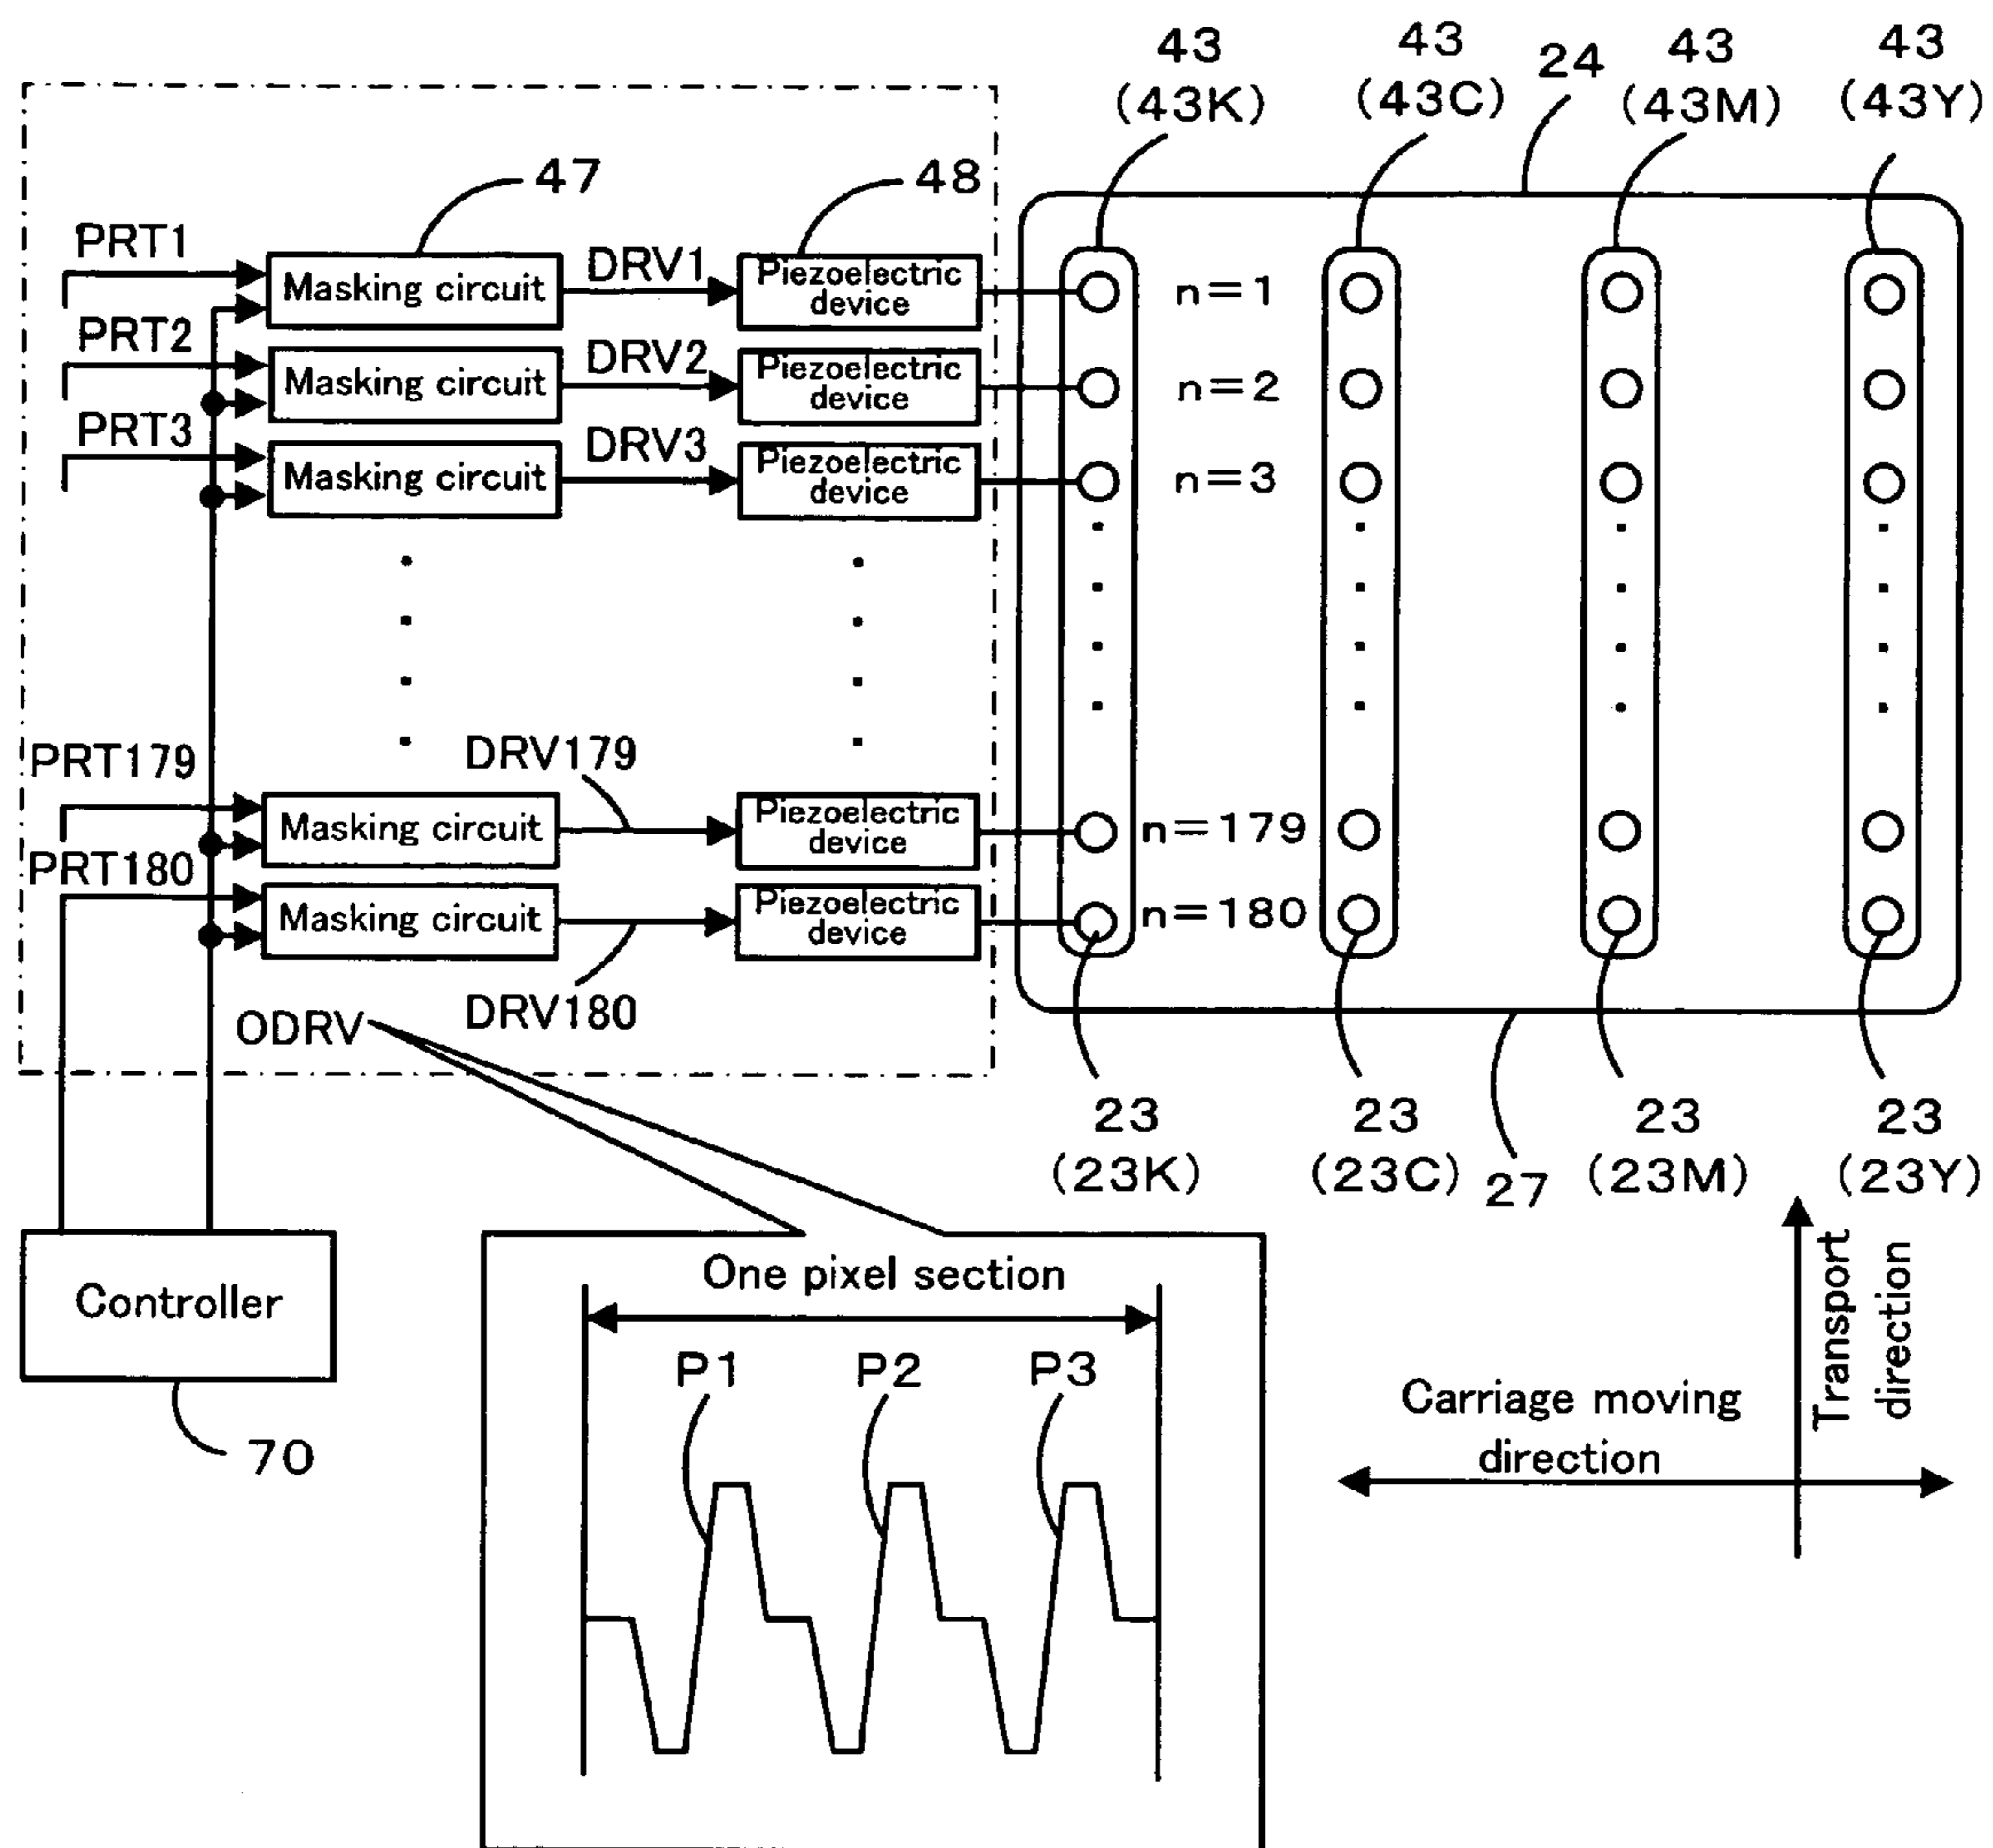 43
(43K)
43
(43C)
24
43
(43M)
43
(43Y)
47
48
PRT1
Masking circuit
DRV1
Piezoelectric
device
n=1
PRT2
Masking circuit
DRV2
Piezoelectric
device
n=2
PRT3
Masking circuit
DRV3
Piezoelectric
device
n=3
PRT179
Masking circuit
DRV179
Piezoelectric
device
n=179
PRT180
Masking circuit
DRV180
Piezoelectric
device
n=180
ODRV
23
(23K)
23
(23C)
27
23
(23M)
23
(23Y)
Controller
70
One pixel section
P1
P2
P3
Carriage moving
direction
Transport
direction